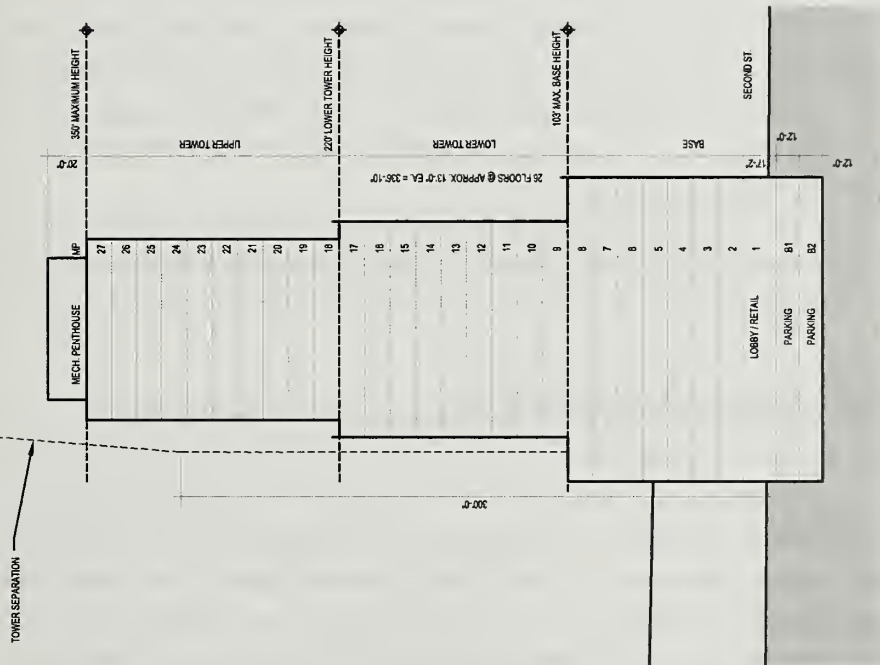 TOWER SEPARATION
350' MAXIMUM HEIGHT
20'-0"
MECH. PENTHOUSE
MP
27
26
25
24
23
22
21
20
19
18
UPPER TOWER
220' LOWER TOWER HEIGHT
17
16
15
14
13
12
11
10
9
26 FLOORS @ APPROX. 13'-0" EA. = 336'-10"
LOWER TOWER
103' MAX. BASE HEIGHT
300'-0"
8
7
6
5
4
3
2
BASE
LOBBY / RETAIL
1
17'-2"
SECOND ST.
PARKING
B1
12'-0"
PARKING
B2
12'-0"